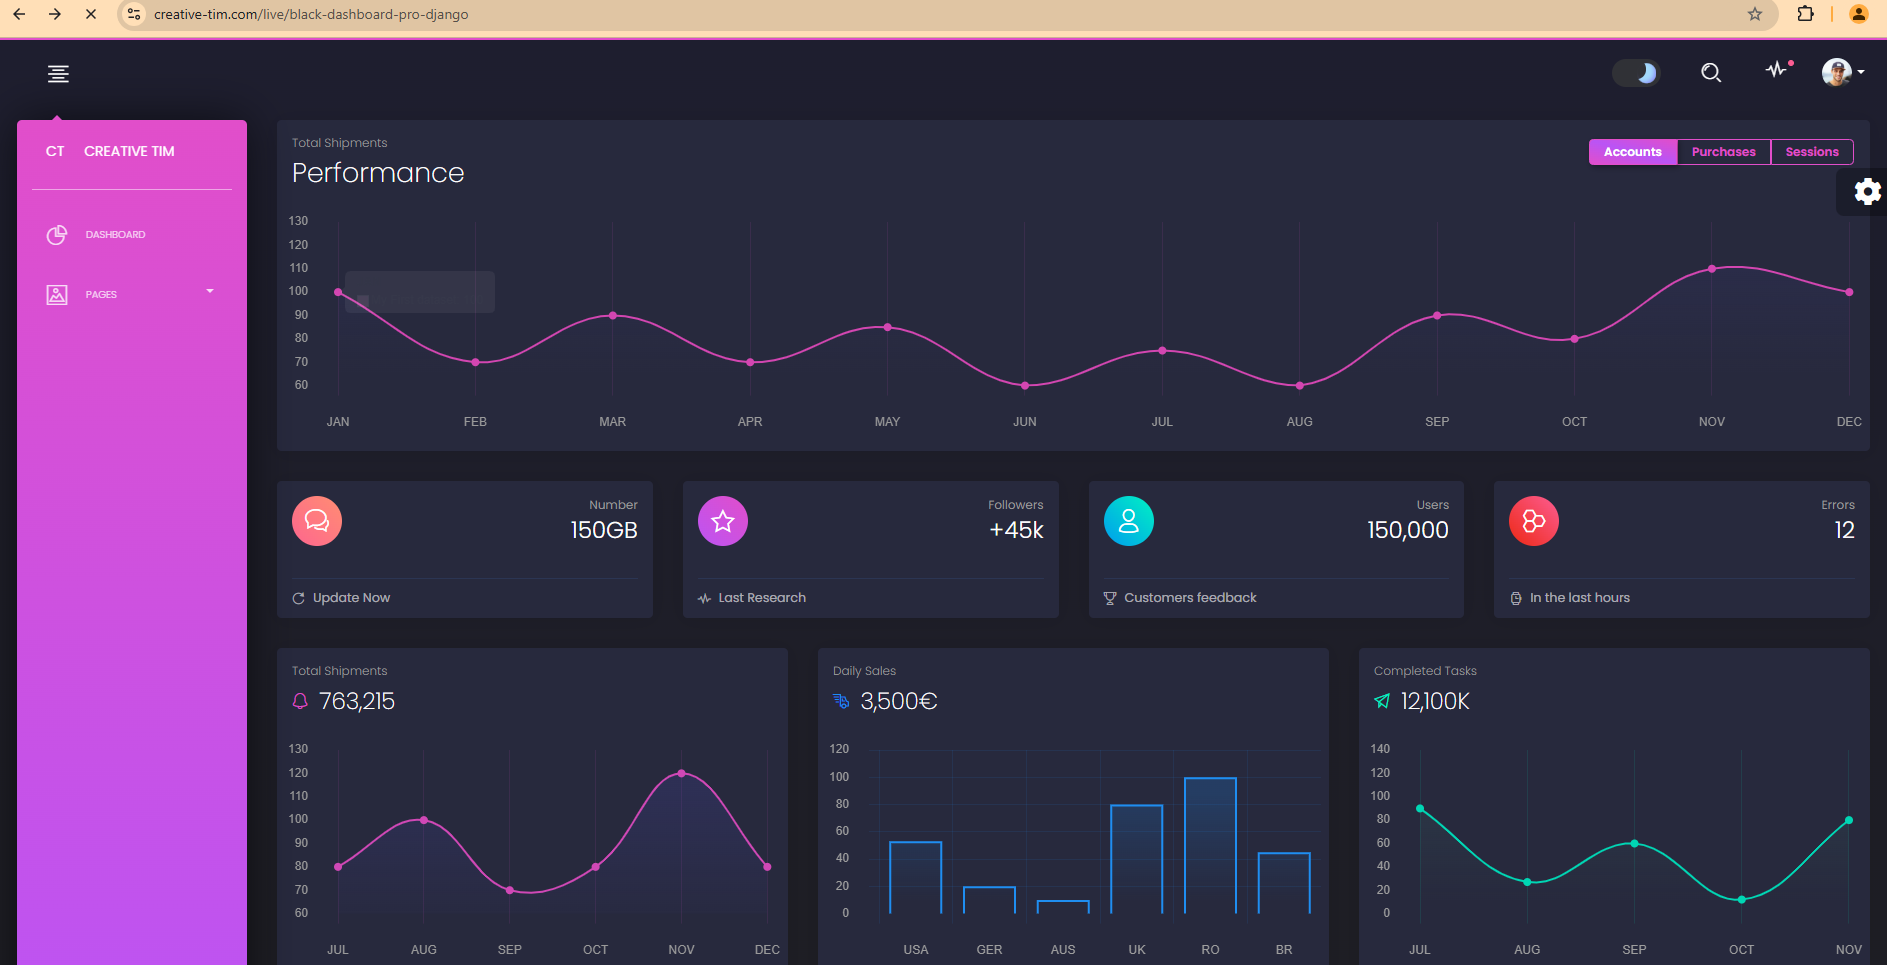 creative-tim.com/live/black-dashboard-pro-django
CT CREATIVE TIM
DASHBOARD
PAGES
Total Shipments
Performance
Accounts Purchases Sessions
130
120
110
100
90
80
70
60
JAN FEB MAR APR MAY JUN JUL AUG SEP OCT NOV DEC
Number
150GB
Update Now
Followers
+45k
Last Research
Users
150,000
Customers feedback
Errors
12
In the last hours
Total Shipments
763,215
130
120
110
100
90
80
70
60
JUL AUG SEP OCT NOV DEC
Daily Sales
3,500€
120
100
80
60
40
20
0
USA GER AUS UK RO BR
Completed Tasks
12,100K
140
120
100
80
60
40
20
0
JUL AUG SEP OCT NOV